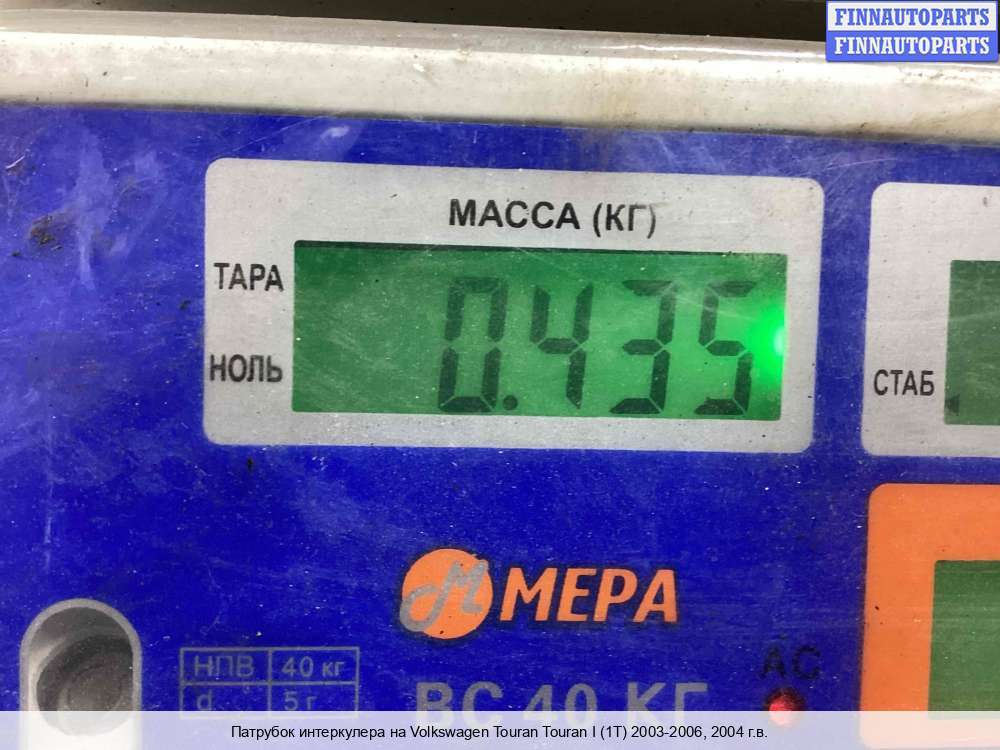 FINNAUTOPARTS
FINNAUTOPARTS
МАССА (КГ)
ТАРА
0.435
НОЛЬ
СТАБ
М МЕРА
НПВ 40 кг
АС
d 5 г
ВС 40 КГ
Патрубок интеркулера на Volkswagen Touran Touran I (1T) 2003-2006, 2004 г.в.